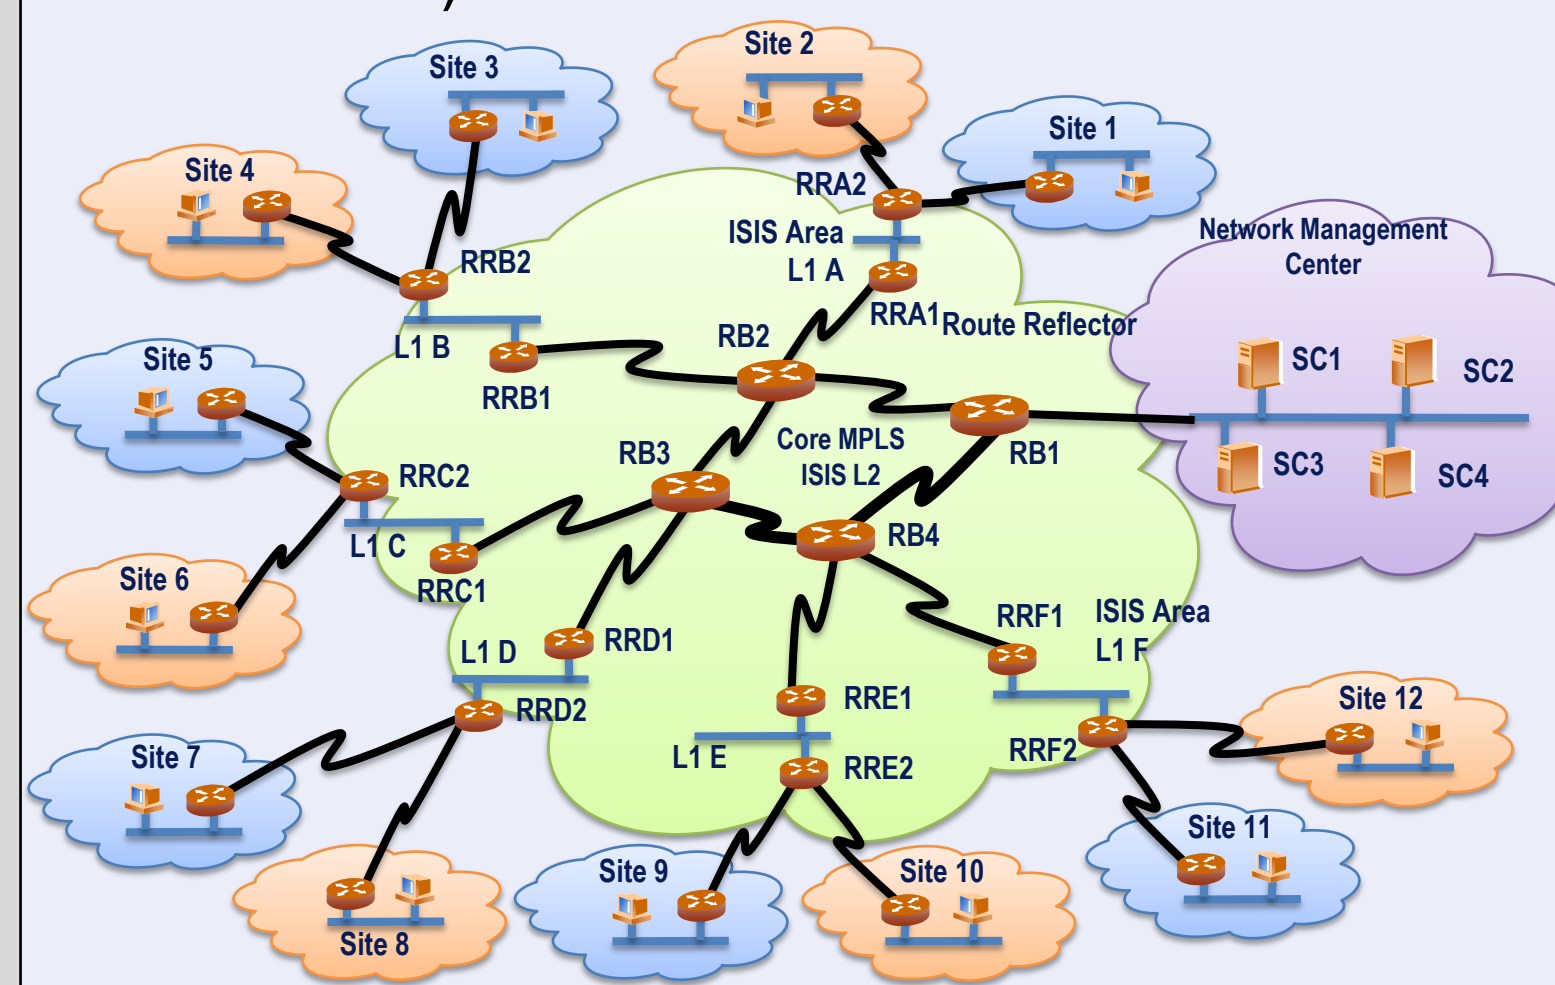 )
Site 3
Site 2
Site 1
Site 4
RRA2
Network Management
Center
ISIS Area
L1 A
RRB2
RRA1
Route Reflector
RB2
L1 B
SC1
SC2
Site 5
RRB1
Core MPLS
ISIS L2
RB3
RB1
SC3
SC4
RRC2
RB4
L1 C
RRC1
Site 6
ISIS Area
L1 F
RRF1
RRD1
L1 D
RRE1
Site 12
RRD2
Site 7
L1 E
RRE2
RRF2
Site 11
Site 9
Site 10
Site 8